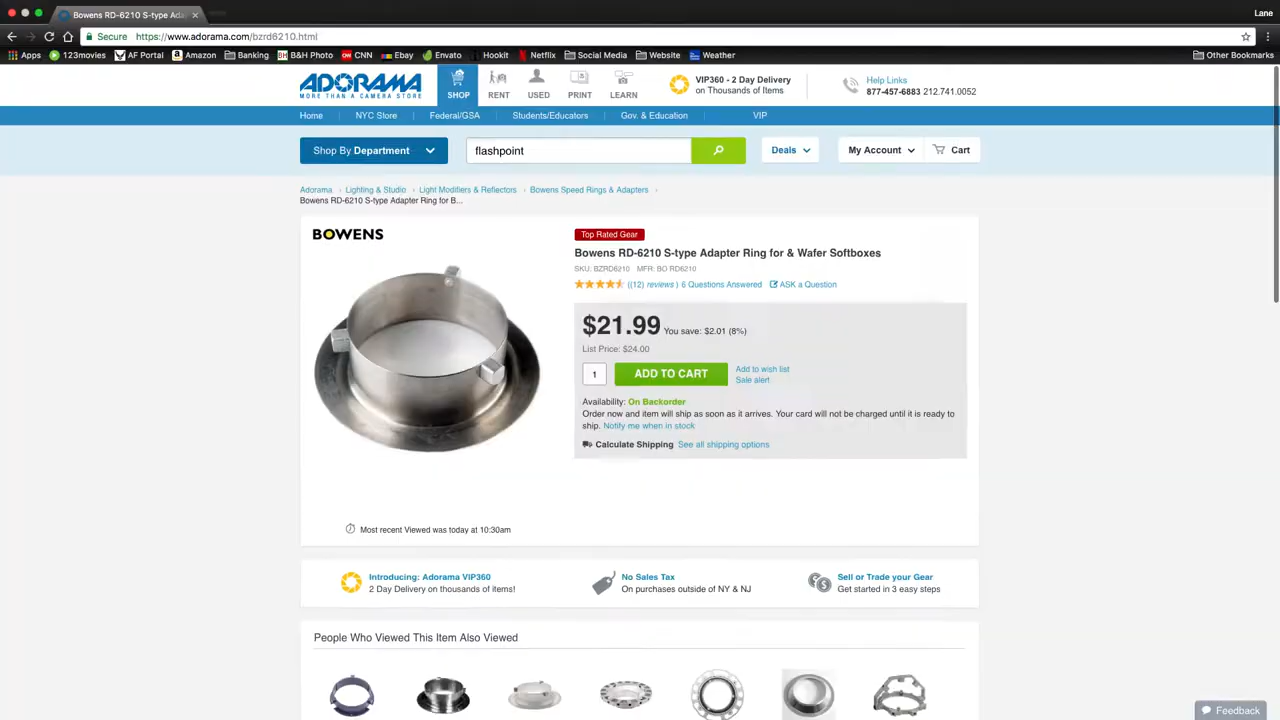 Bowens RD-6210 S-type Ada
Lane
Secure https://www.adorama.com/bzrd6210.html
Apps 123movies AF Portal Amazon Banking B&H Photo CNN Ebay Envato Hookit Netflix Social Media Website Weather Other Bookmarks
ADORAMA
MORE THAN A CAMERA STORE
SHOP RENT USED PRINT LEARN
VIP360 - 2 Day Delivery
on Thousands of Items
Help Links
877-457-6883 212.741.0052
Home NYC Store Federal/GSA Students/Educators Gov. & Education VIP
Shop By Department flashpoint Deals My Account Cart
Adorama › Lighting & Studio › Light Modifiers & Reflectors › Bowens Speed Rings & Adapters ›
Bowens RD-6210 S-type Adapter Ring for B...
BOWENS
Top Rated Gear
Bowens RD-6210 S-type Adapter Ring for & Wafer Softboxes
SKU: BZRD6210 MFR: BO RD6210
((12) reviews ) 6 Questions Answered ASK a Question
$21.99 You save: $2.01 (8%)
List Price: $24.00
1 ADD TO CART
Add to wish list
Sale alert
Availability: On Backorder
Order now and item will ship as soon as it arrives. Your card will not be charged until it is ready to
ship. Notify me when in stock
Calculate Shipping See all shipping options
Most recent Viewed was today at 10:30am
Introducing: Adorama VIP360
2 Day Delivery on thousands of items!
No Sales Tax
On purchases outside of NY & NJ
Sell or Trade your Gear
Get started in 3 easy steps
People Who Viewed This Item Also Viewed
Feedback